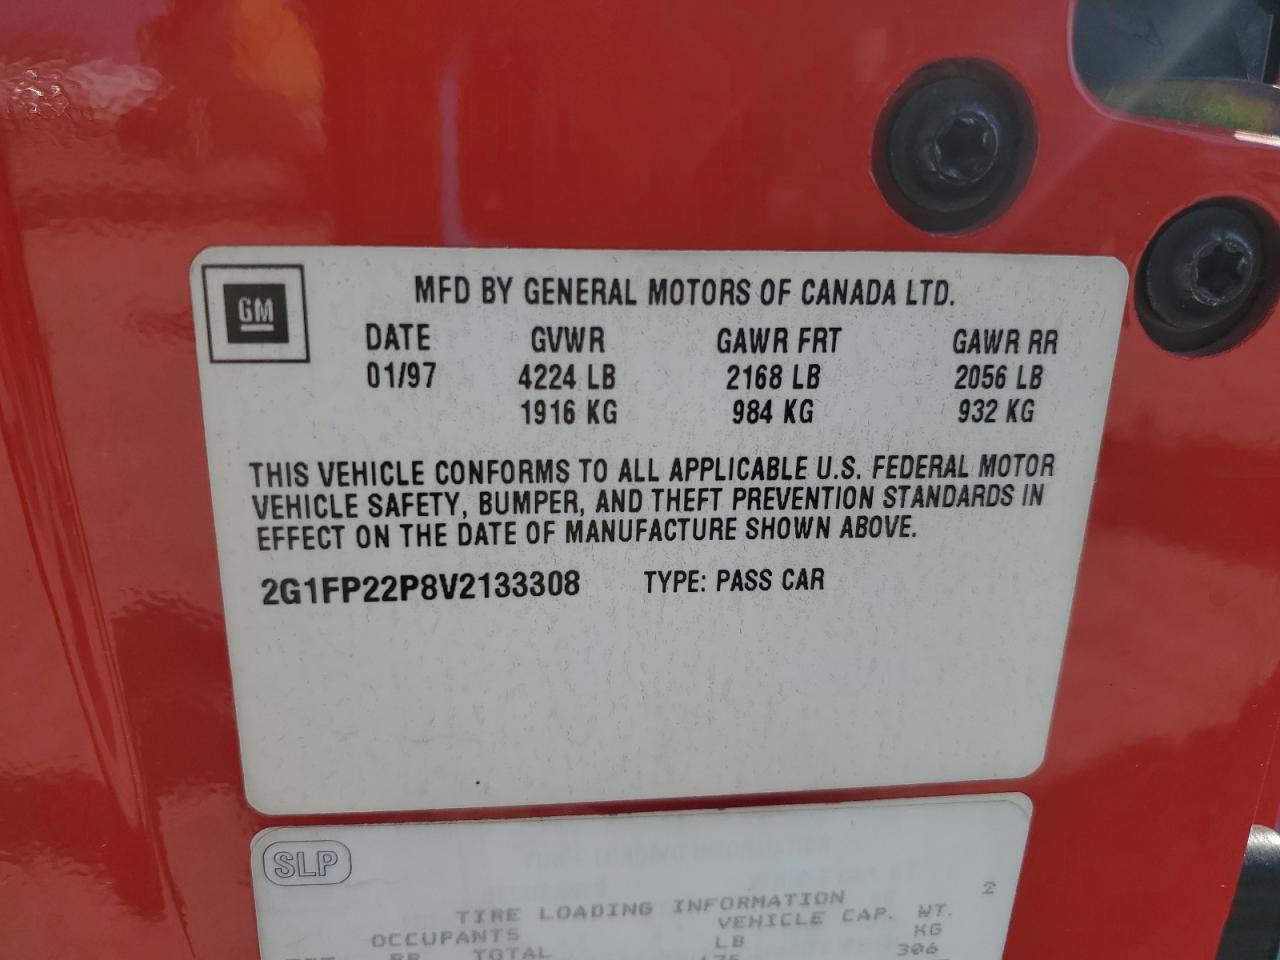 GM
MFD BY GENERAL MOTORS OF CANADA LTD.
DATE GVWR GAWR FRT GAWR RR
01/97 4224 LB 2168 LB 2056 LB
1916 KG 984 KG 932 KG
THIS VEHICLE CONFORMS TO ALL APPLICABLE U.S. FEDERAL MOTOR
VEHICLE SAFETY, BUMPER, AND THEFT PREVENTION STANDARDS IN
EFFECT ON THE DATE OF MANUFACTURE SHOWN ABOVE.
2G1FP22P8V2133308 TYPE: PASS CAR
SLP
2
TIRE LOADING INFORMATION
OCCUPANTS VEHICLE CAP. WT.
RR TOTAL LB KG
306